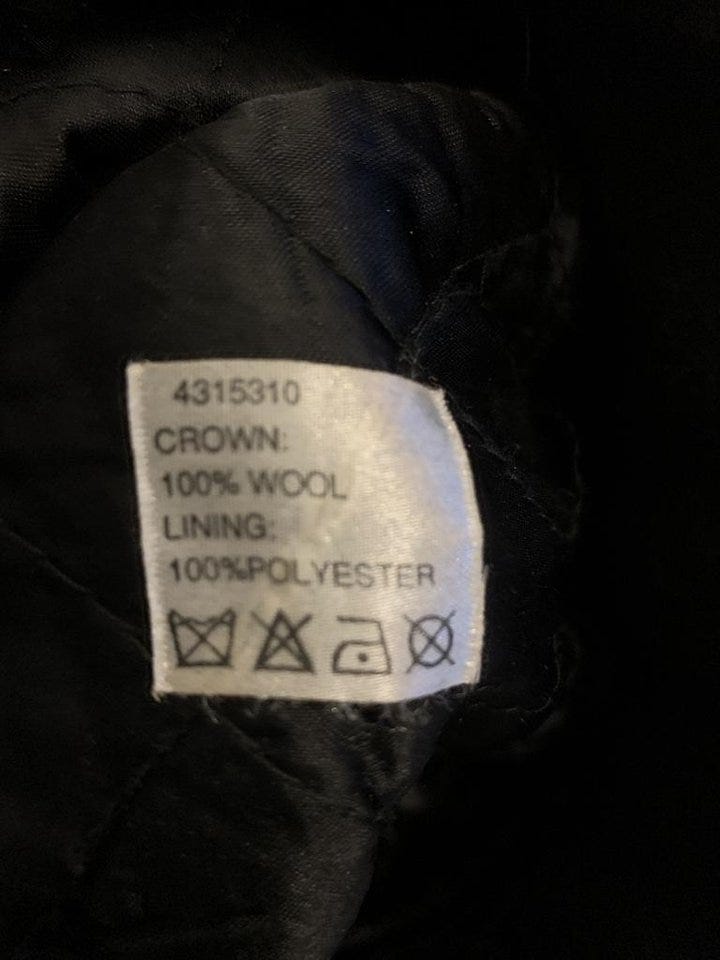 4315310
CROWN:
100% WOOL
LINING:
100%POLYESTER